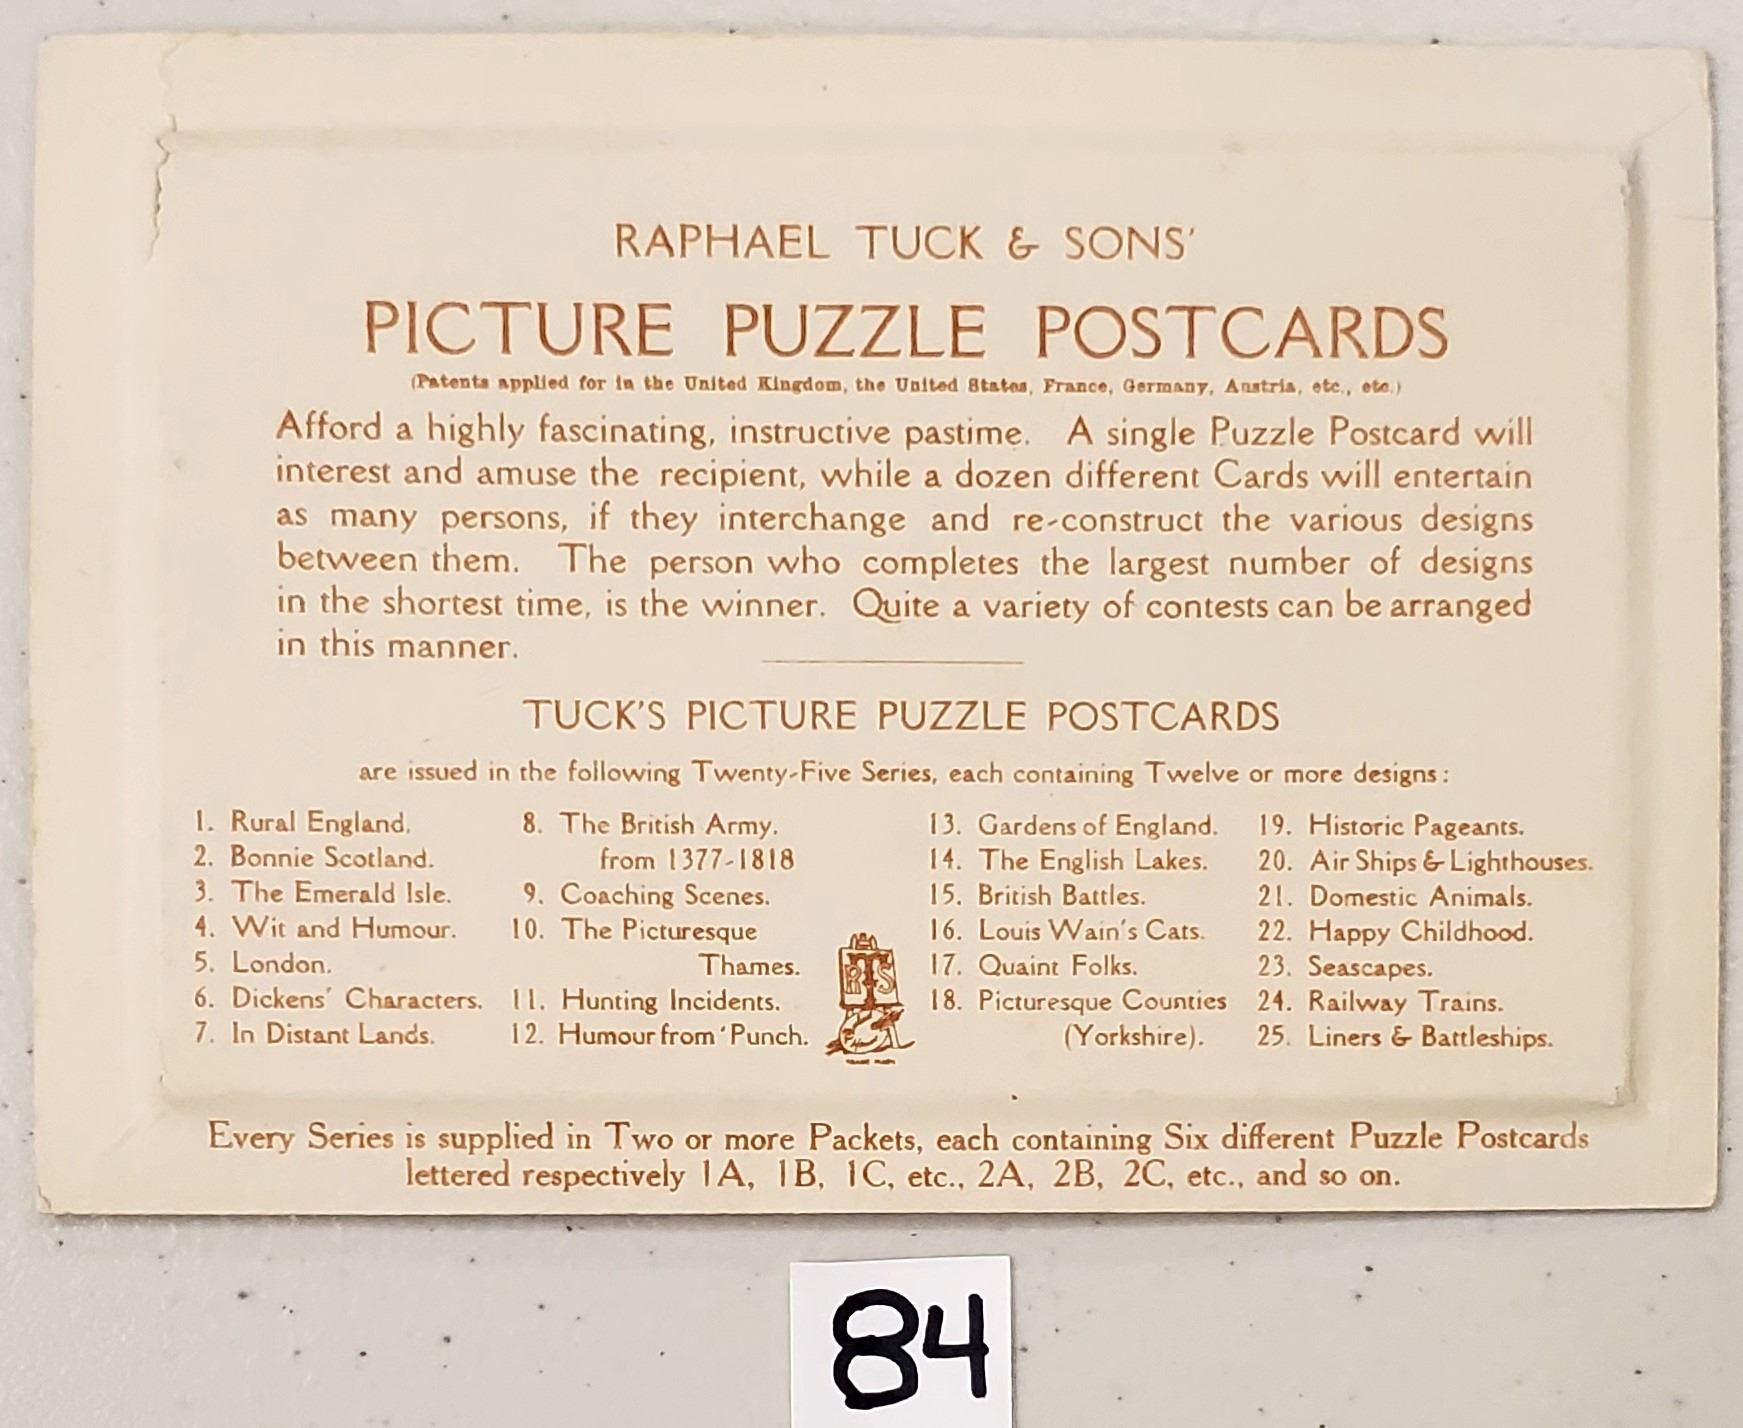 RAPHAEL TUCK & SONS'
PICTURE PUZZLE POSTCARDS
(Patents applied for in the United Kingdom, the United States, France, Germany, Austria, etc., etc.)
Afford a highly fascinating, instructive pastime. A single Puzzle Postcard will
interest and amuse the recipient, while a dozen different Cards will entertain
as many persons, if they interchange and re-construct the various designs
between them. The person who completes the largest number of designs
in the shortest time, is the winner. Quite a variety of contests can be arranged
in this manner.
TUCK'S PICTURE PUZZLE POSTCARDS
are issued in the following Twenty-Five Series, each containing Twelve or more designs:
1. Rural England.
2. Bonnie Scotland.
3. The Emerald Isle.
4. Wit and Humour.
5. London.
6. Dickens' Characters.
7. In Distant Lands.
8. The British Army.
from 1377-1818
9. Coaching Scenes.
10. The Picturesque
Thames.
11. Hunting Incidents.
12. Humour from 'Punch.
RTS
13. Gardens of England.
14. The English Lakes.
15. British Battles.
16. Louis Wain's Cats.
17. Quaint Folks.
18. Picturesque Counties
(Yorkshire).
19. Historic Pageants.
20. Air Ships & Lighthouses.
21. Domestic Animals.
22. Happy Childhood.
23. Seascapes.
24. Railway Trains.
25. Liners & Battleships.
Every Series is supplied in Two or more Packets, each containing Six different Puzzle Postcards
lettered respectively 1A, 1B, 1C, etc., 2A, 2B, 2C, etc., and so on.
84